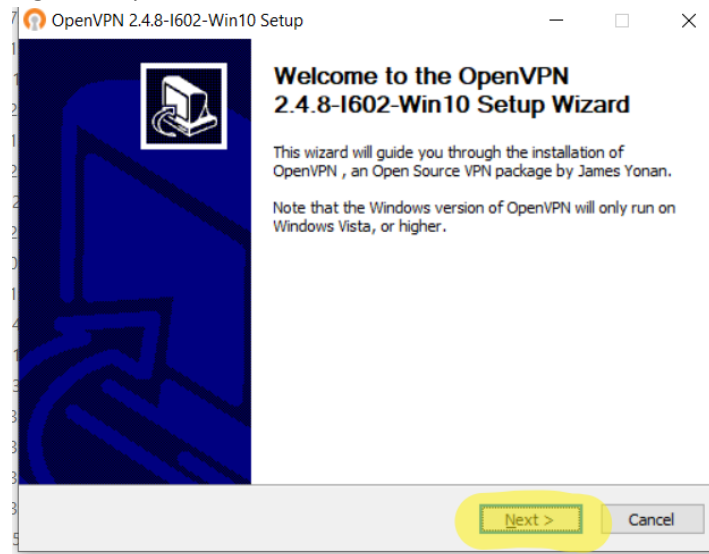 OpenVPN 2.4.8-I602-Win10 Setup
Welcome to the OpenVPN
2.4.8-I602-Win10 Setup Wizard
This wizard will guide you through the installation of
OpenVPN , an Open Source VPN package by James Yonan.
Note that the Windows version of OpenVPN will only run on
Windows Vista, or higher.
Next >
Cancel